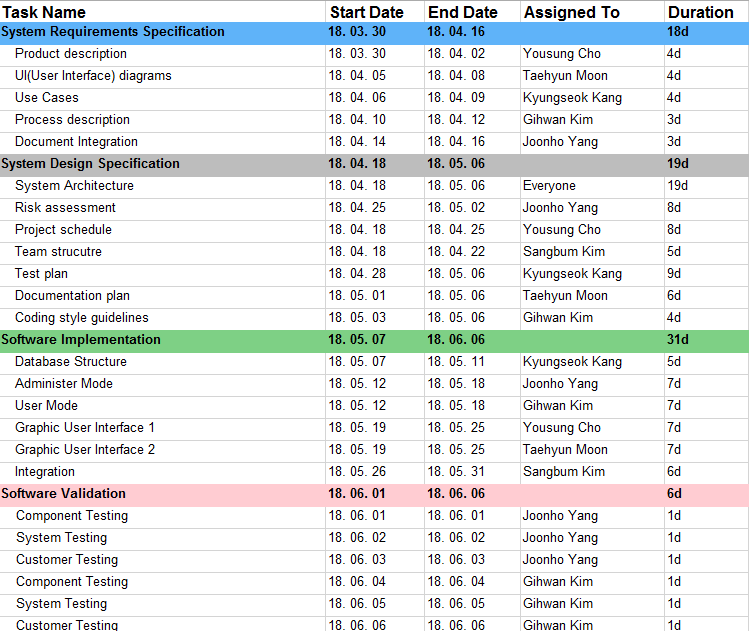 Task Name Start Date End Date Assigned To Duration
System Requirements Specification 18. 03. 30 18. 04. 16 18d
Product description 18. 03. 30 18. 04. 02 Yousung Cho 4d
UI(User Interface) diagrams 18. 04. 05 18. 04. 08 Taehyun Moon 4d
Use Cases 18. 04. 06 18. 04. 09 Kyungseok Kang 4d
Process description 18. 04. 10 18. 04. 12 Gihwan Kim 3d
Document Integration 18. 04. 14 18. 04. 16 Joonho Yang 3d
System Design Specification 18. 04. 18 18. 05. 06 19d
System Architecture 18. 04. 18 18. 05. 06 Everyone 19d
Risk assessment 18. 04. 25 18. 05. 02 Joonho Yang 8d
Project schedule 18. 04. 18 18. 04. 25 Yousung Cho 8d
Team strucutre 18. 04. 18 18. 04. 22 Sangbum Kim 5d
Test plan 18. 04. 28 18. 05. 06 Kyungseok Kang 9d
Documentation plan 18. 05. 01 18. 05. 06 Taehyun Moon 6d
Coding style guidelines 18. 05. 03 18. 05. 06 Gihwan Kim 4d
Software Implementation 18. 05. 07 18. 06. 06 31d
Database Structure 18. 05. 07 18. 05. 11 Kyungseok Kang 5d
Administer Mode 18. 05. 12 18. 05. 18 Joonho Yang 7d
User Mode 18. 05. 12 18. 05. 18 Gihwan Kim 7d
Graphic User Interface 1 18. 05. 19 18. 05. 25 Yousung Cho 7d
Graphic User Interface 2 18. 05. 19 18. 05. 25 Taehyun Moon 7d
Integration 18. 05. 26 18. 05. 31 Sangbum Kim 6d
Software Validation 18. 06. 01 18. 06. 06 6d
Component Testing 18. 06. 01 18. 06. 01 Joonho Yang 1d
System Testing 18. 06. 02 18. 06. 02 Joonho Yang 1d
Customer Testing 18. 06. 03 18. 06. 03 Joonho Yang 1d
Component Testing 18. 06. 04 18. 06. 04 Gihwan Kim 1d
System Testing 18. 06. 05 18. 06. 05 Gihwan Kim 1d
Customer Testing 18. 06. 06 18. 06. 06 Gihwan Kim 1d